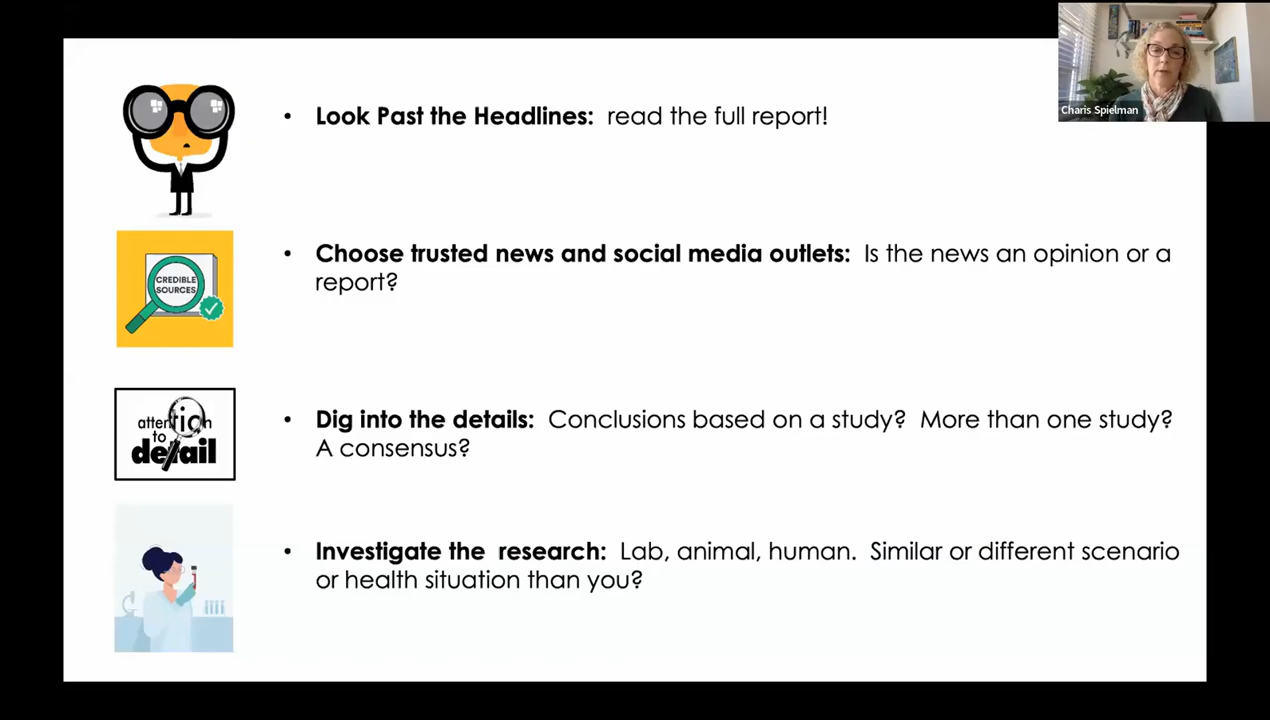 Charis Spielman
• Look Past the Headlines:  read the full report!
• Choose trusted news and social media outlets:  Is the news an opinion or a
report?
CREDIBLE
SOURCES
• Dig into the details:  Conclusions based on a study?  More than one study?
A consensus?
attention
to
detail
• Investigate the  research:  Lab, animal, human.  Similar or different scenario
or health situation than you?